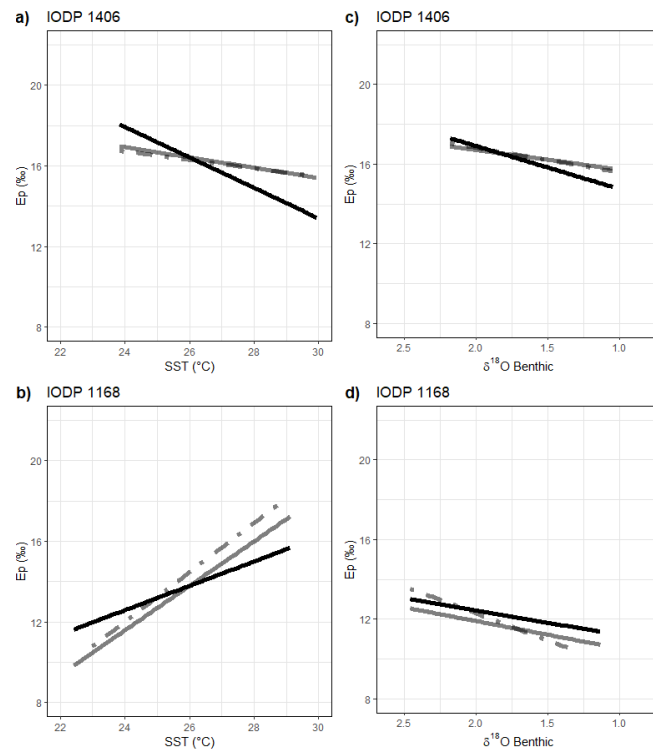 a) IODP 1406
Ep (‰)
20
16
12
8
22 24 26 28 30
SST (°C)
c) IODP 1406
Ep (‰)
20
16
12
8
2.5 2.0 1.5 1.0
δ18O Benthic
b) IODP 1168
Ep (‰)
20
16
12
8
22 24 26 28 30
SST (°C)
d) IODP 1168
Ep (‰)
20
16
12
8
2.5 2.0 1.5 1.0
δ18O Benthic